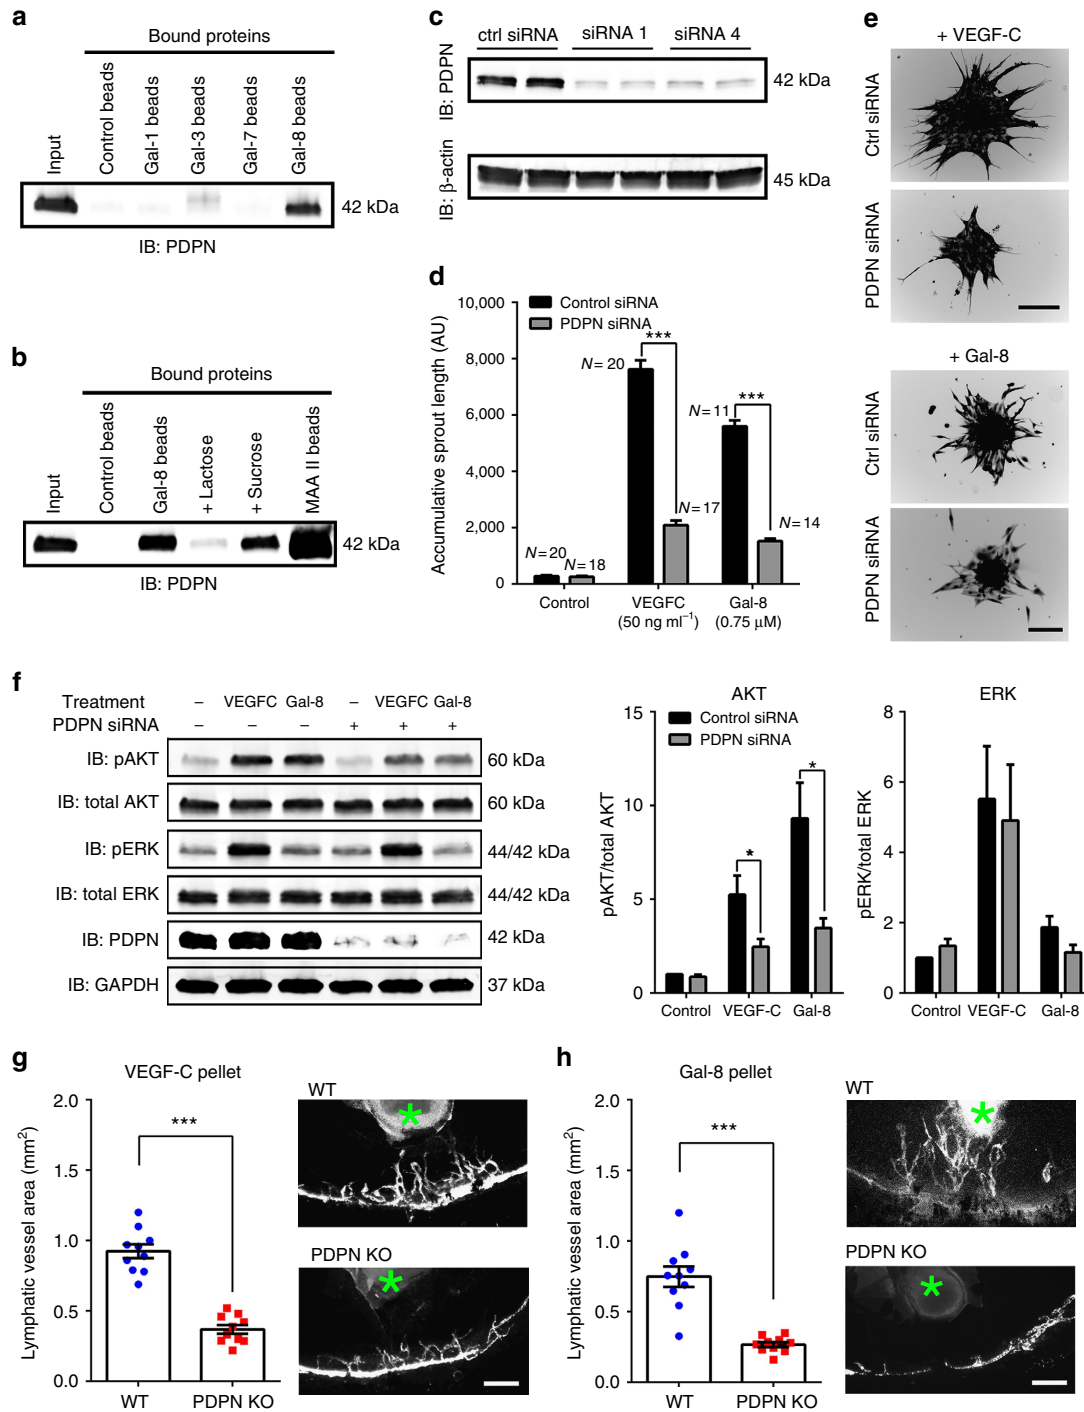 a
Bound proteins
Input
Control beads
Gal-1 beads
Gal-3 beads
Gal-7 beads
Gal-8 beads
42 kDa
IB: PDPN
b
Bound proteins
Input
Control beads
Gal-8 beads
+ Lactose
+ Sucrose
MAA II beads
42 kDa
IB: PDPN
c
ctrl siRNA siRNA 1 siRNA 4
IB: PDPN
42 kDa
IB: β-actin
45 kDa
d
Accumulative sprout length (AU)
10,000
8,000
6,000
4,000
2,000
0
Control siRNA
PDPN siRNA
***
N= 20
N= 11
***
N= 17
N= 14
N= 20
N= 18
Control
VEGFC
(50 ng ml⁻¹)
Gal-8
(0.75 μM)
e
+ VEGF-C
Ctrl siRNA
PDPN siRNA
+ Gal-8
Ctrl siRNA
PDPN siRNA
f
Treatment – VEGFC Gal-8 – VEGFC Gal-8
PDPN siRNA – – – + + +
IB: pAKT 60 kDa
IB: total AKT 60 kDa
IB: pERK 44/42 kDa
IB: total ERK 44/42 kDa
IB: PDPN 42 kDa
IB: GAPDH 37 kDa
AKT
pAKT/total AKT
15
10
5
0
Control siRNA
PDPN siRNA
*
*
Control VEGF-C Gal-8
ERK
pERK/total ERK
8
6
4
2
0
Control VEGF-C Gal-8
g
VEGF-C pellet
Lymphatic vessel area (mm²)
2.0
1.5
1.0
0.5
0.0
***
WT PDPN KO
WT
*
PDPN KO
*
h
Gal-8 pellet
Lymphatic vessel area (mm²)
2.0
1.5
1.0
0.5
0.0
***
WT PDPN KO
WT
*
PDPN KO
*